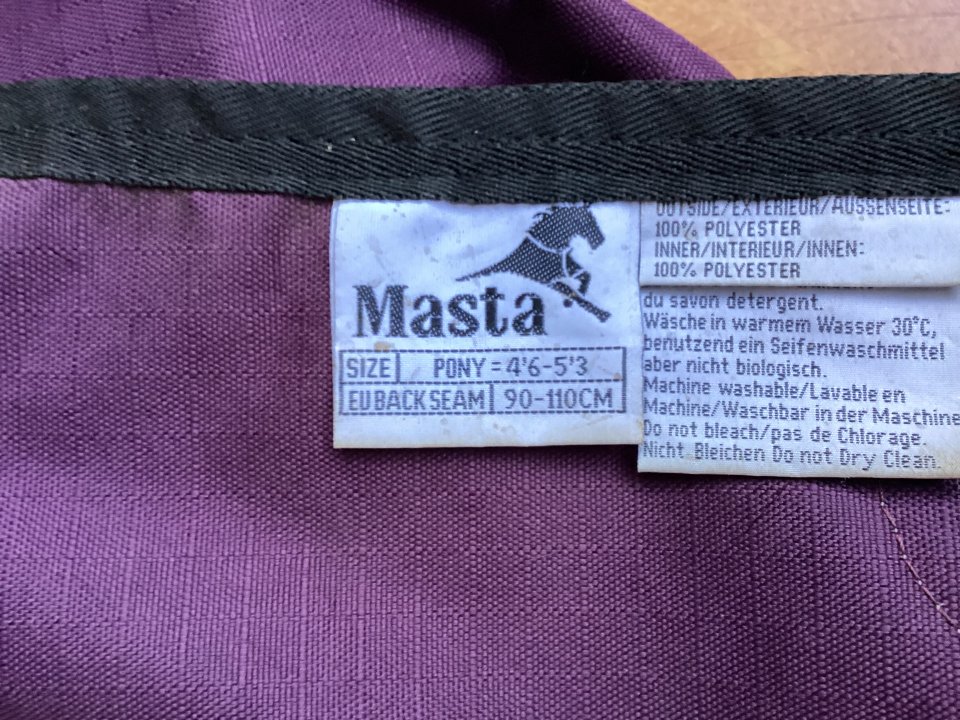 Masta
SIZE PONY = 4'6-5'3
EU BACK SEAM 90-110CM
OUTSIDE/EXTERIEUR/AUSSENSEITE:
100% POLYESTER
INNER/INTERIEUR/INNEN:
100% POLYESTER
du savon detergent.
Wäsche in warmem Wasser 30°C,
benutzend ein Seifenwaschmittel
aber nicht biologisch.
Machine washable/Lavable en
Machine/Waschbar in der Maschine
Do not bleach/pas de Chlorage.
Nicht Bleichen Do not Dry Clean.